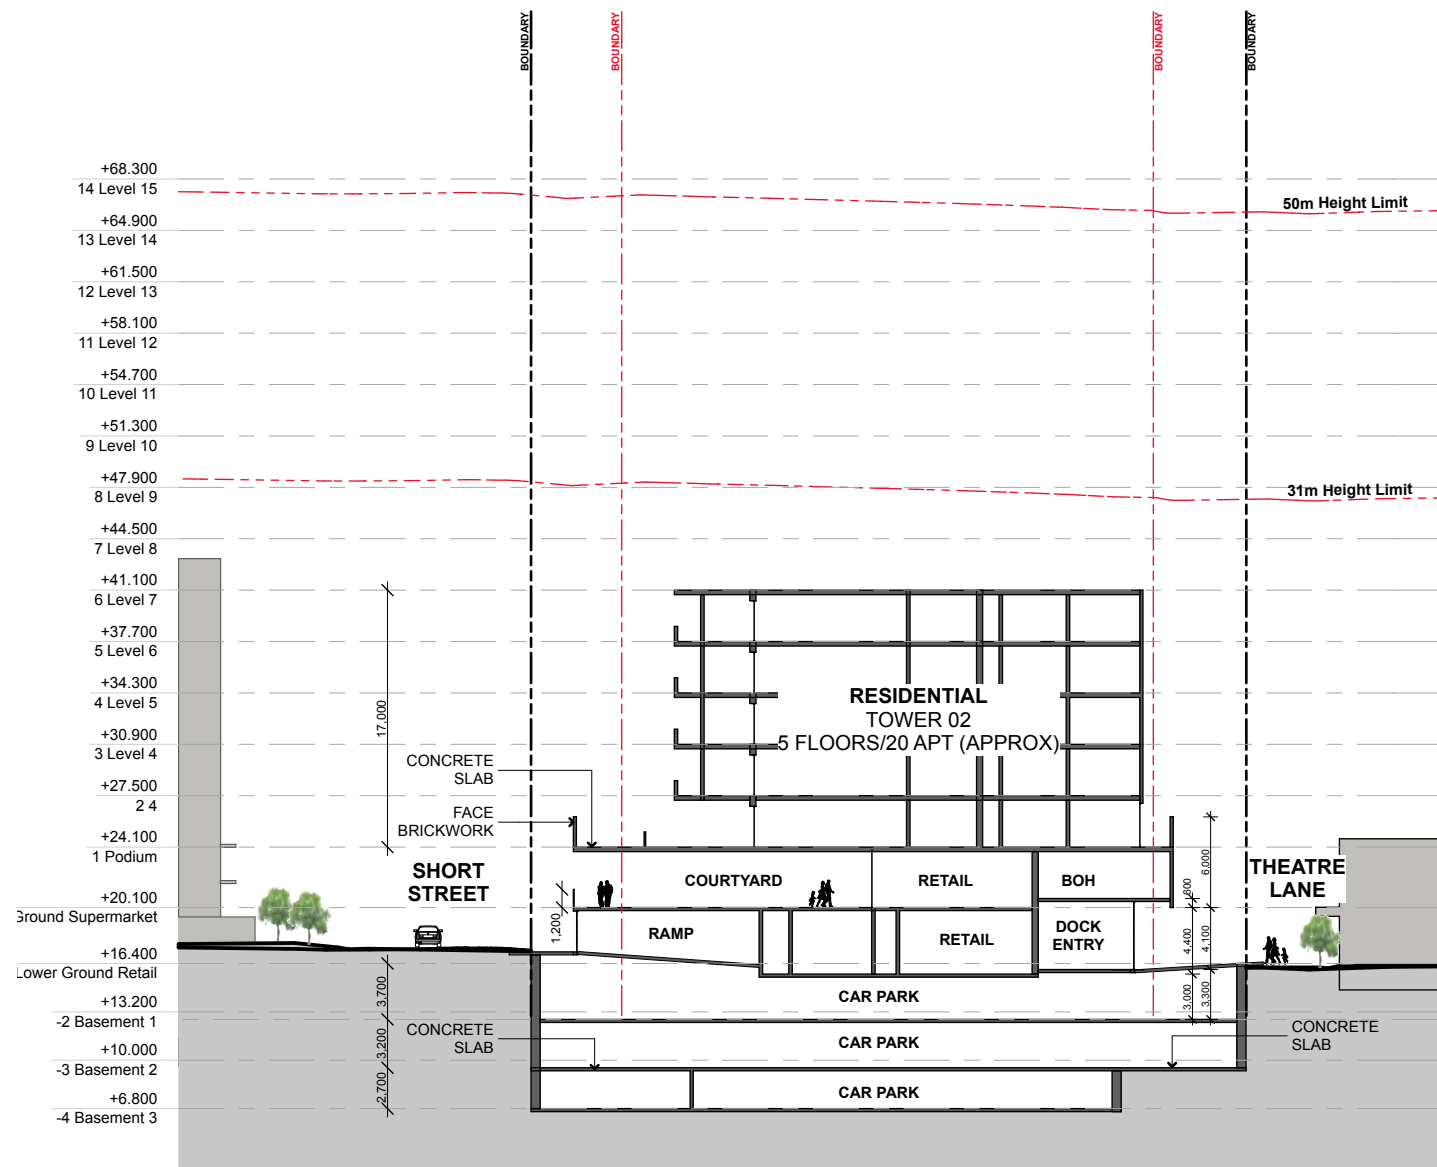 BOUNDARY
BOUNDARY
BOUNDARY
BOUNDARY
+68.300
14 Level 15
50m Height Limit
+64.900
13 Level 14
+61.500
12 Level 13
+58.100
11 Level 12
+54.700
10 Level 11
+51.300
9 Level 10
+47.900
8 Level 9
31m Height Limit
+44.500
7 Level 8
+41.100
6 Level 7
+37.700
5 Level 6
+34.300
4 Level 5
17,000
RESIDENTIAL
TOWER 02
5 FLOORS/20 APT (APPROX)
+30.900
3 Level 4
CONCRETE
SLAB
+27.500
2 4
FACE
BRICKWORK
+24.100
1 Podium
SHORT
STREET
COURTYARD
RETAIL
BOH
6,000
THEATRE
LANE
+20.100
Ground Supermarket
1,200
RAMP
RETAIL
DOCK
ENTRY
4,400
4,100
+16.400
Lower Ground Retail
3,700
CAR PARK
3,000
3,300
+13.200
-2 Basement 1
CONCRETE
SLAB
3,200
CAR PARK
CONCRETE
SLAB
+10.000
-3 Basement 2
2,700
CAR PARK
+6.800
-4 Basement 3